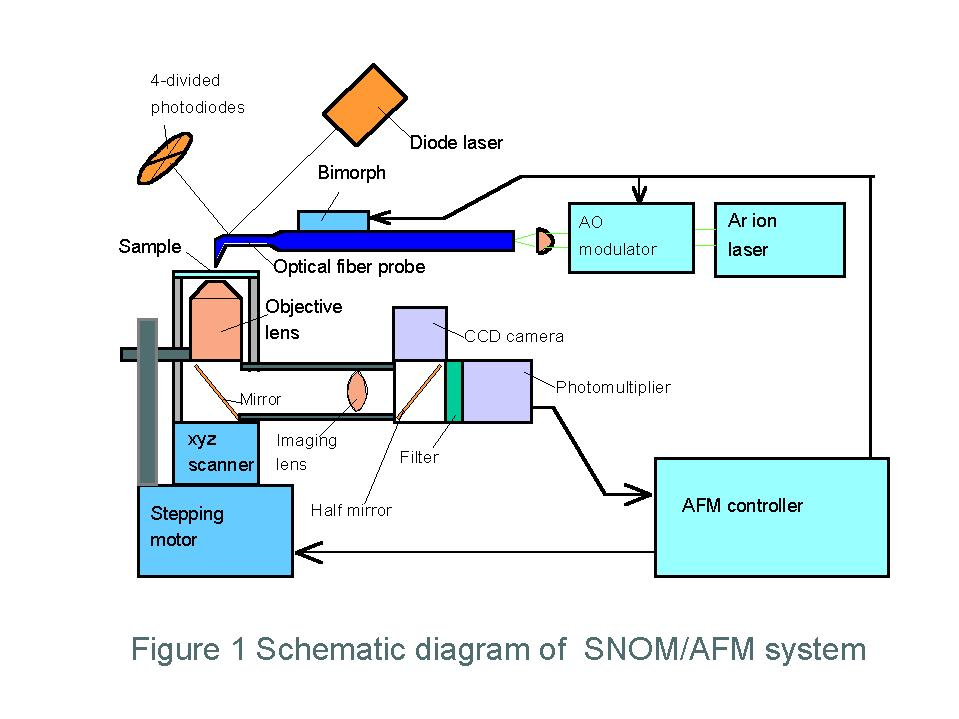 4-divided
photodiodes
Diode laser
Bimorph
AO
modulator
Ar ion
laser
Sample
Optical fiber probe
Objective
lens
CCD camera
Photomultiplier
Mirror
Imaging
lens
Filter
xyz
scanner
Half mirror
Stepping
motor
AFM controller
Figure 1 Schematic diagram of SNOM/AFM system